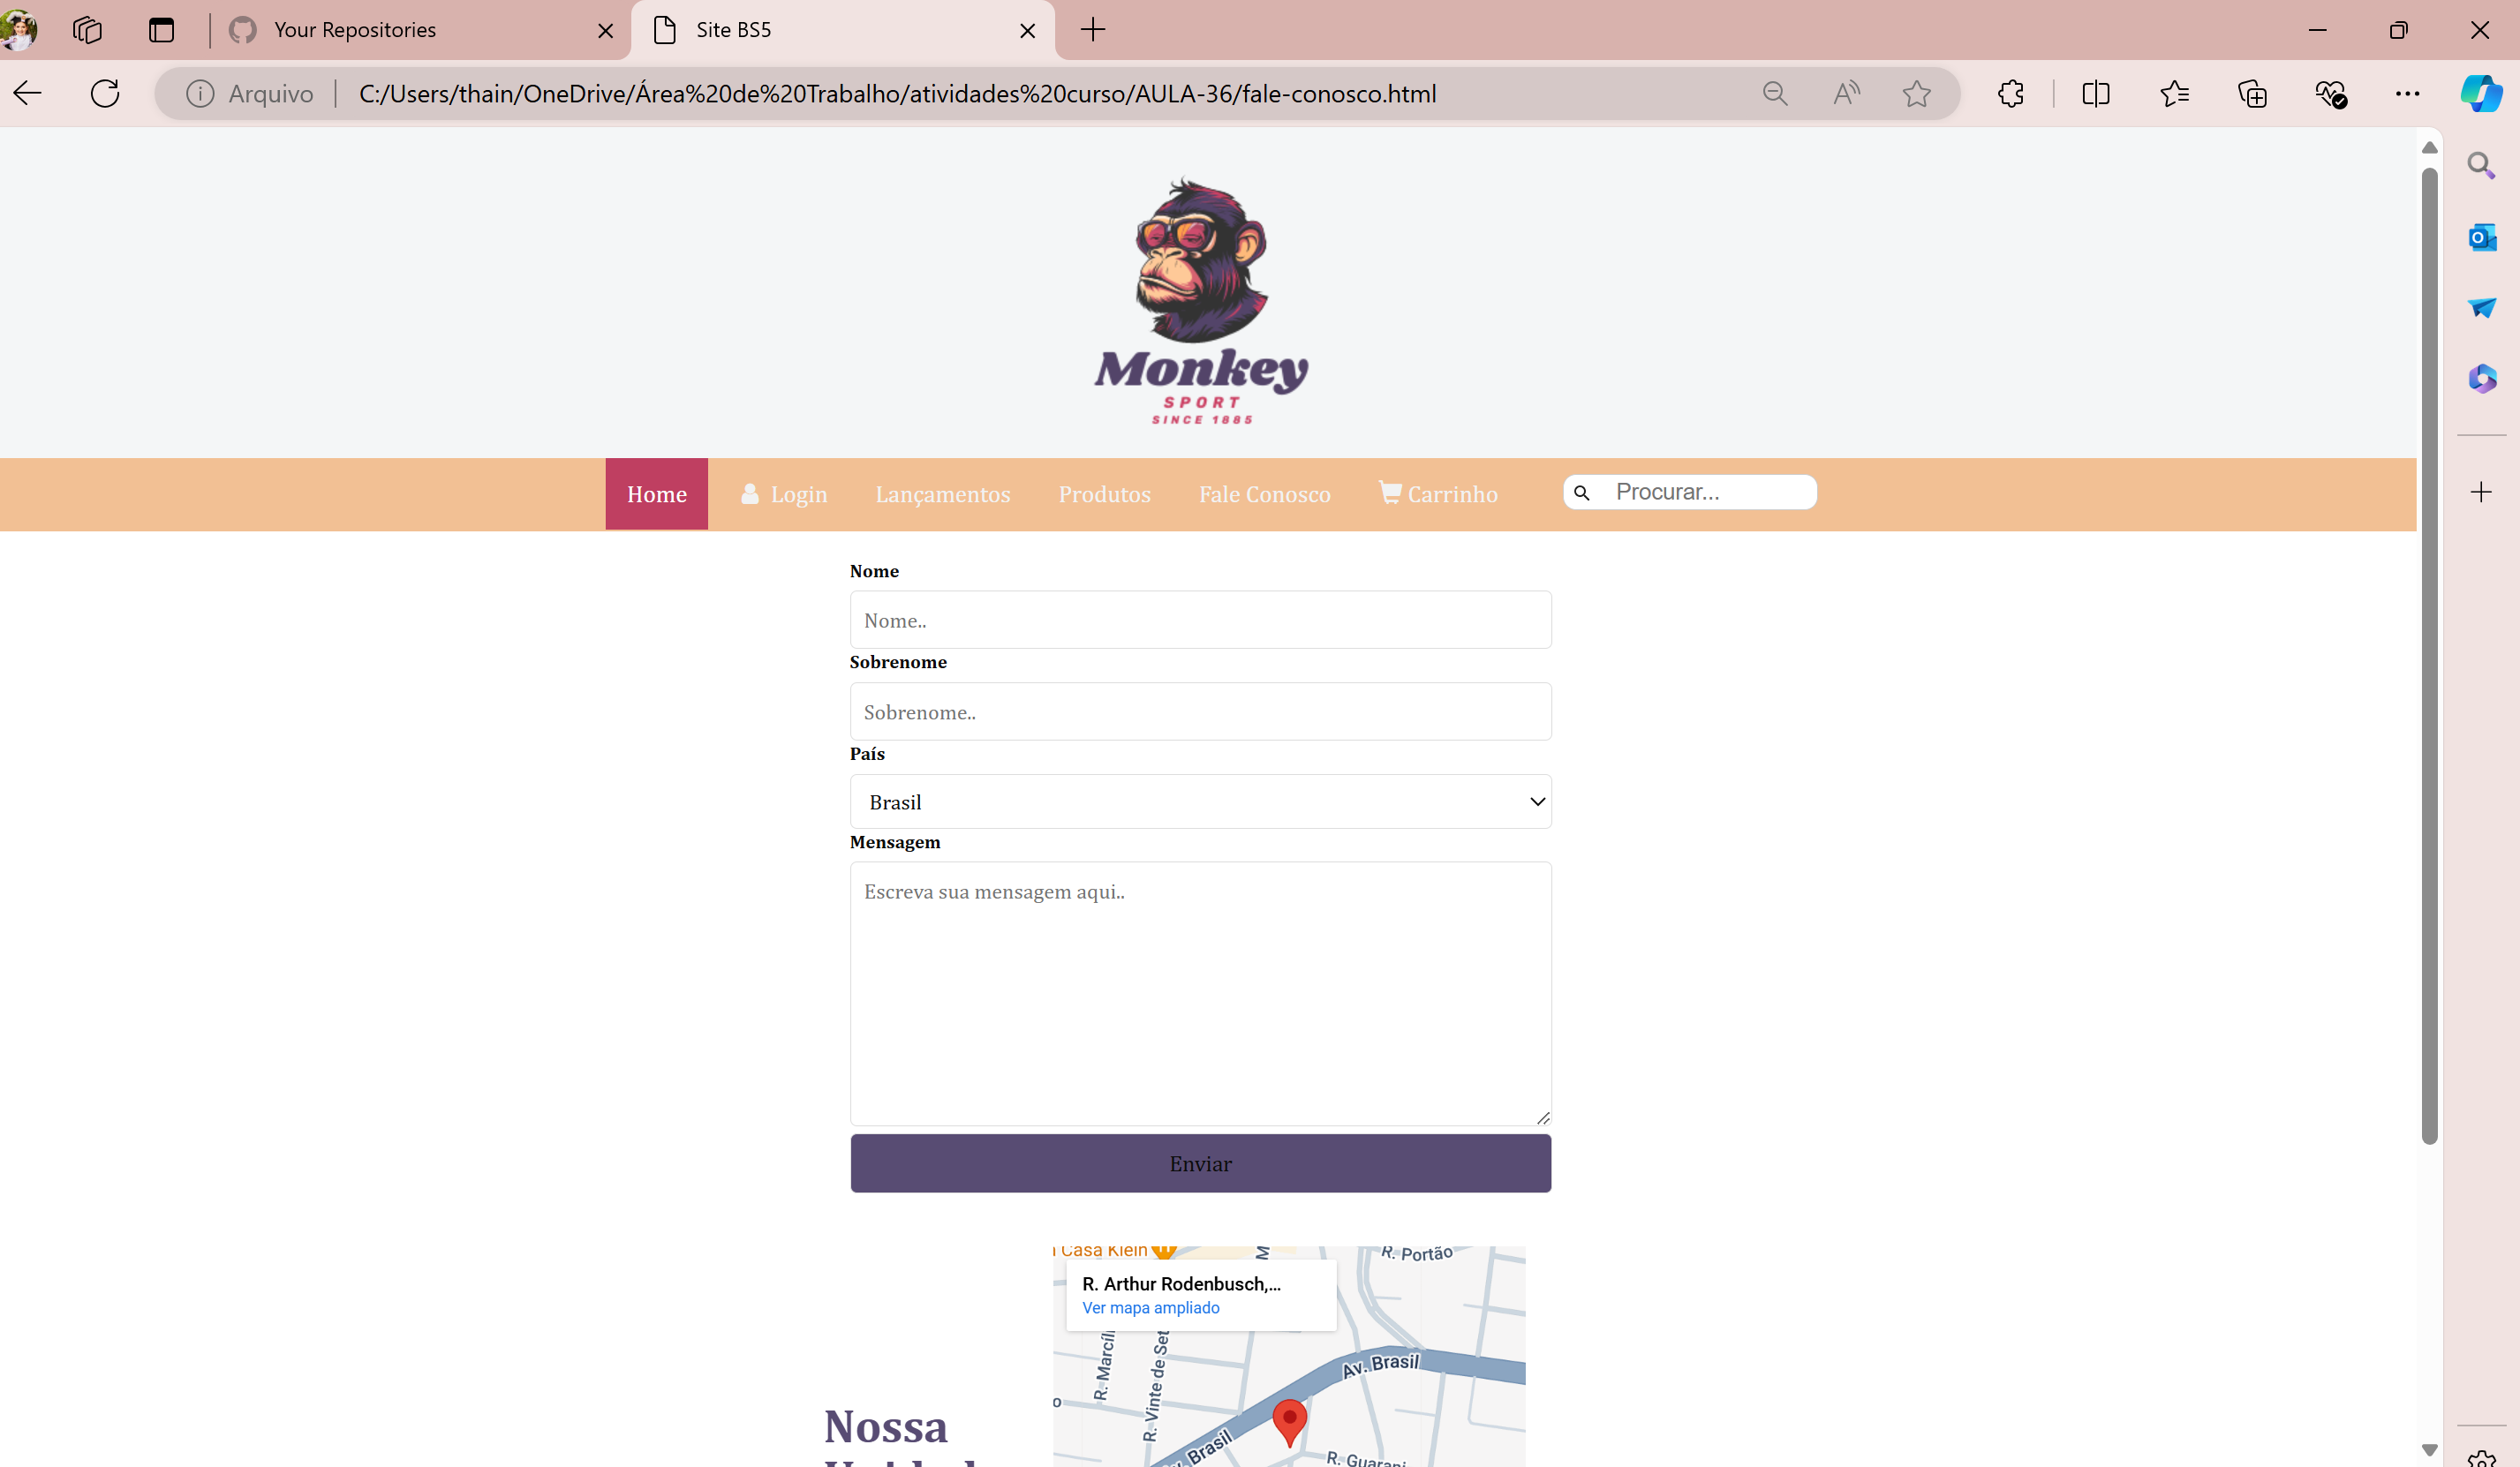 Your Repositories
Site BS5
Arquivo
C:/Users/thain/OneDrive/Área%20de%20Trabalho/atividades%20curso/AULA-36/fale-conosco.html
Monkey
SPORT
SINCE 1885
Home
Login
Lançamentos
Produtos
Fale Conosco
Carrinho
Procurar...
Nome
Nome..
Sobrenome
Sobrenome..
País
Brasil
Mensagem
Escreva sua mensagem aqui..
Enviar
Casa Klein
R. Portão
R. Arthur Rodenbusch,...
Ver mapa ampliado
R. Vinte de Set
Av. Brasil
Brasil
R. Guarani
Nossa